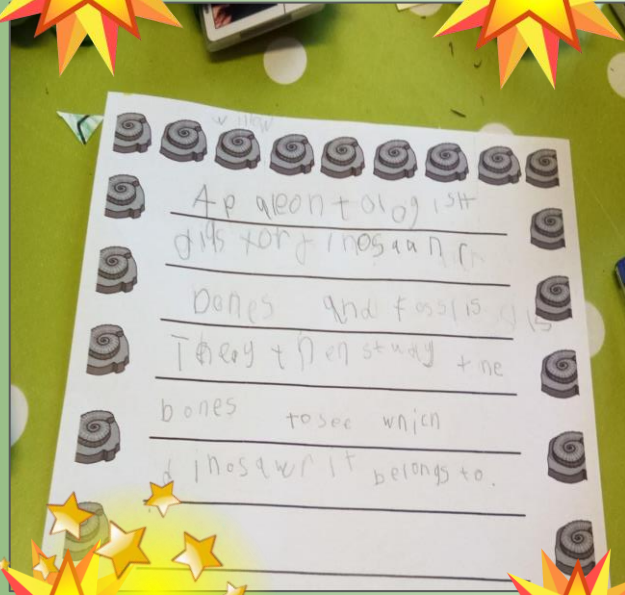 willow
A paleontologist
digs for dinosaur
bones and fossils
They then study the
bones to see which
dinosawr it belongs to.